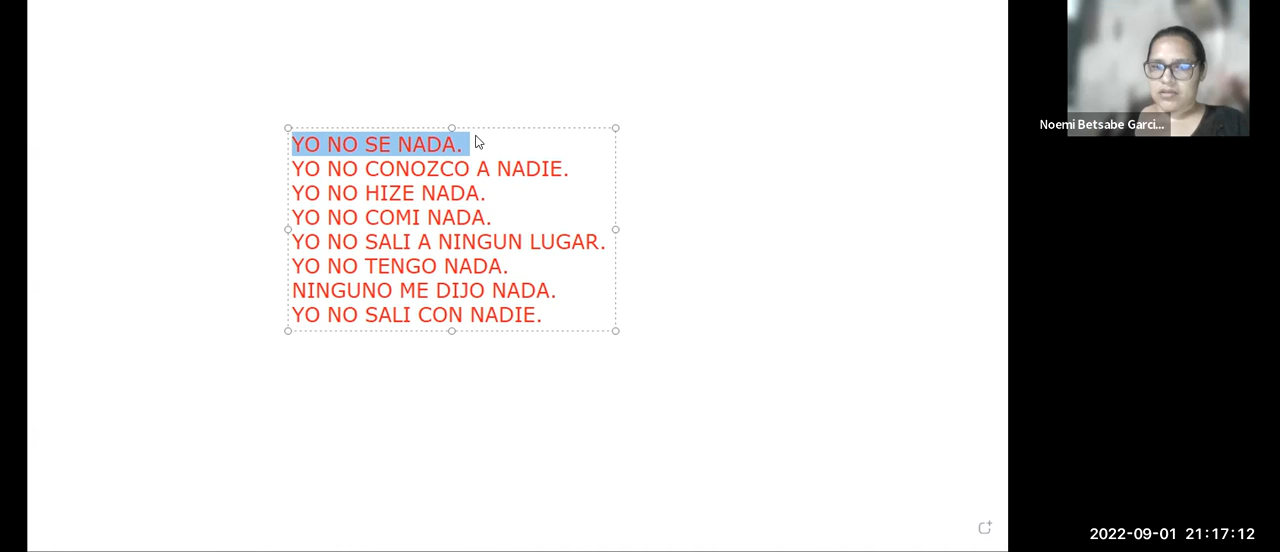 YO NO SE NADA.
YO NO CONOZCO A NADIE.
YO NO HIZE NADA.
YO NO COMI NADA.
YO NO SALI A NINGUN LUGAR.
YO NO TENGO NADA.
NINGUNO ME DIJO NADA.
YO NO SALI CON NADIE.
Noemi Betsabe Garci...
2022-09-01 21:17:12